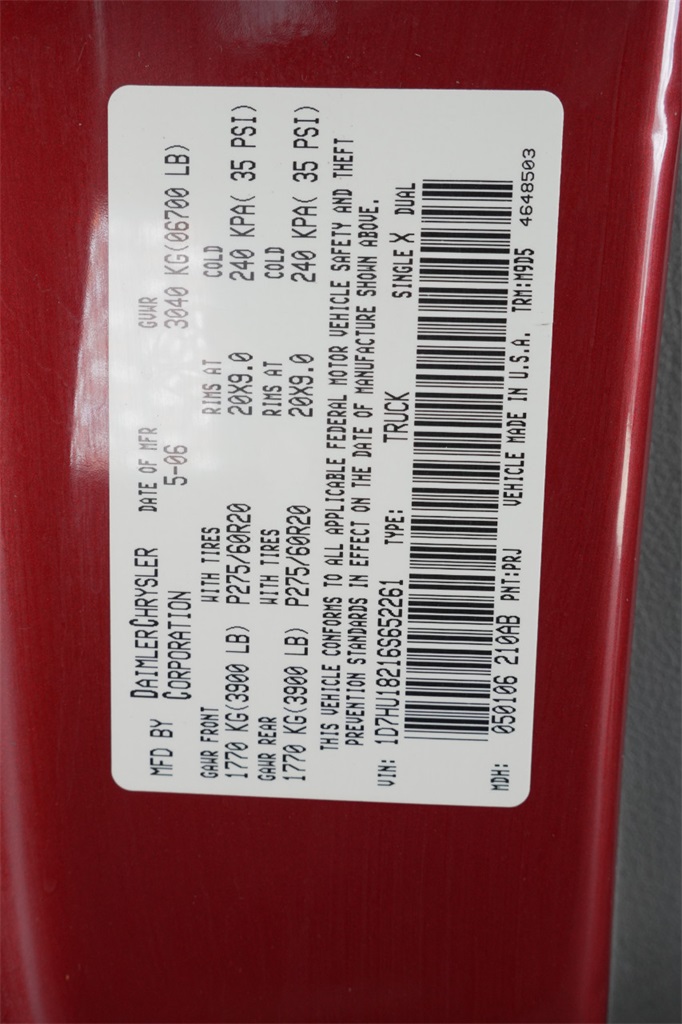 MFD BY DAIMLERCHRYSLER CORPORATION DATE OF MFR 5-06 GVWR 3040 KG(06700 LB)
GAWR FRONT WITH TIRES RIMS AT COLD
1770 KG(3900 LB) P275/60R20 20X9.0 240 KPA( 35 PSI)
GAWR REAR WITH TIRES RIMS AT COLD
1770 KG(3900 LB) P275/60R20 20X9.0 240 KPA( 35 PSI)
THIS VEHICLE CONFORMS TO ALL APPLICABLE FEDERAL MOTOR VEHICLE SAFETY AND THEFT
PREVENTION STANDARDS IN EFFECT ON THE DATE OF MANUFACTURE SHOWN ABOVE.
VIN: 1D7HU18216S652261 TYPE: TRUCK SINGLE X DUAL
MDH: 050106 210AB PNT:PRJ VEHICLE MADE IN U.S.A. TRM:M9D5 4648503